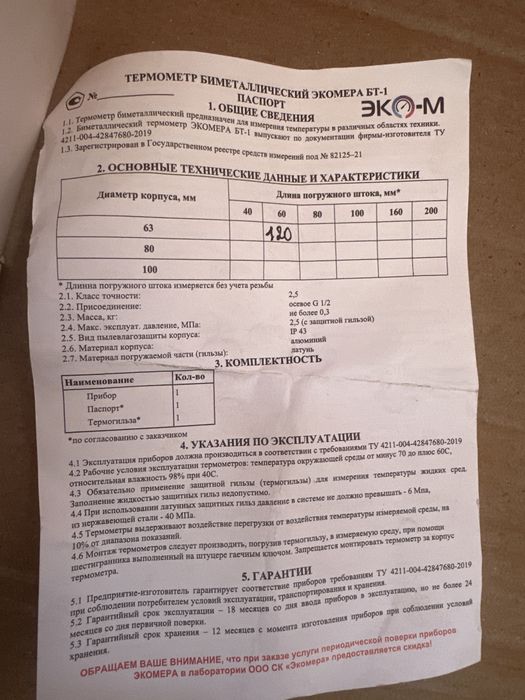 ТЕРМОМЕТР БИМЕТАЛЛИЧЕСКИЙ ЭКОМЕРА БТ-1
№
ПАСПОРТ
ЭКО-М
1. ОБЩИЕ СВЕДЕНИЯ
1.1. Термометр биметаллический предназначен для измерения температуры в различных областях техники.
1.2. Биметаллический термометр ЭКОМЕРА БТ-1 выпускают по документации фирмы-изготовителя ТУ
4211-004-42847680-2019
1.3. Зарегистрирован в Государственном реестре средств измерений под № 82125-21
2. ОСНОВНЫЕ ТЕХНИЧЕСКИЕ ДАННЫЕ И ХАРАКТЕРИСТИКИ
Диаметр корпуса, мм Длина погружного штока, мм*
40 60 80 100 160 200
63 120
80
100
* Длинна погружного штока измеряется без учета резьбы
2.1. Класс точности: 2,5
2.2. Присоединение: осевое G 1/2
2.3. Масса, кг: не более 0,3
2.4. Макс. эксплуат. давление, МПа: 2,5 (с защитной гильзой)
2.5. Вид пылевлагозащиты корпуса: IP 43
2.6. Материал корпуса: алюминий
2.7. Материал погружаемой части (гильзы): латунь
3. КОМПЛЕКТНОСТЬ
Наименование Кол-во
Прибор 1
Паспорт* 1
Термогильза* 1
*по согласованию с заказчиком
4. УКАЗАНИЯ ПО ЭКСПЛУАТАЦИИ
4.1 Эксплуатация приборов должна производиться в соответствии с требованиями ТУ 4211-004-42847680-2019
4.2 Рабочие условия эксплуатации термометров: температура окружающей среды от минус 70 до плюс 60С,
относительная влажность 98% при 40С.
4.3 Обязательно применение защитной гильзы (термогильзы) для измерения температуры жидких сред.
Заполнение жидкостью защитных гильз недопустимо.
4.4 При использовании латунных защитных гильз давление в системе не должно превышать - 6 Мпа,
из нержавеющей стали - 40 МПа.
4.5 Термометры выдерживают воздействие перегрузки от воздействия температуры измеряемой среды, на
10% от диапазона показаний.
4.6 Монтаж термометров следует производить, погрузив термогильзу, в измеряемую среду, при помощи
шестигранника выполненный на штуцере гаечным ключом. Запрещается монтировать термометр за корпус
термометра.
5. ГАРАНТИИ
5.1 Предприятие-изготовитель гарантирует соответствие приборов требованиям ТУ 4211-004-42847680-2019
при соблюдении потребителем условий эксплуатации, транспортирования и хранения.
5.2 Гарантийный срок эксплуатации – 18 месяцев со дня ввода приборов в эксплуатацию, но не более 24
месяцев со дня первичной поверки.
5.3 Гарантийный срок хранения – 12 месяцев с момента изготовления приборов при соблюдении условий
хранения.
ОБРАЩАЕМ ВАШЕ ВНИМАНИЕ, что при заказе услуги периодической поверки приборов
ЭКОМЕРА в лаборатории ООО СК «Экомера» предоставляется скидка!